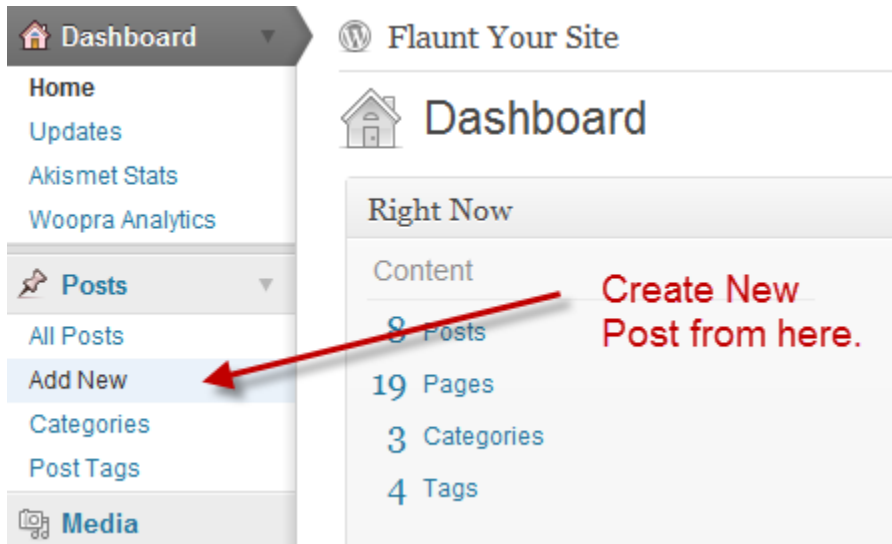 Dashboard
Home
Updates
Akismet Stats
Woopra Analytics
Posts
All Posts
Add New
Categories
Post Tags
Media
Flaunt Your Site
Dashboard
Right Now
Content
8 Posts
19 Pages
3 Categories
4 Tags
Create New
Post from here.